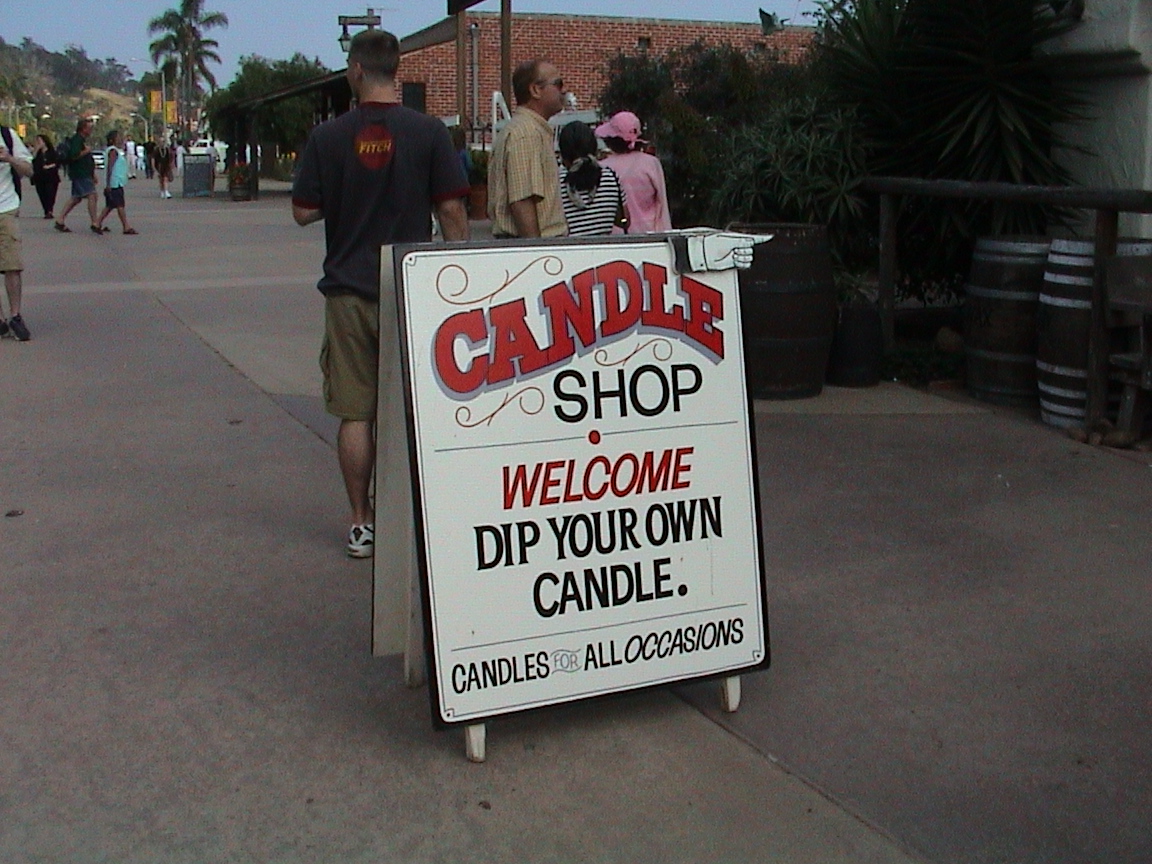 FITCH
CANDLE
SHOP
WELCOME
DIP YOUR OWN
CANDLE.
CANDLES FOR ALL OCCASIONS